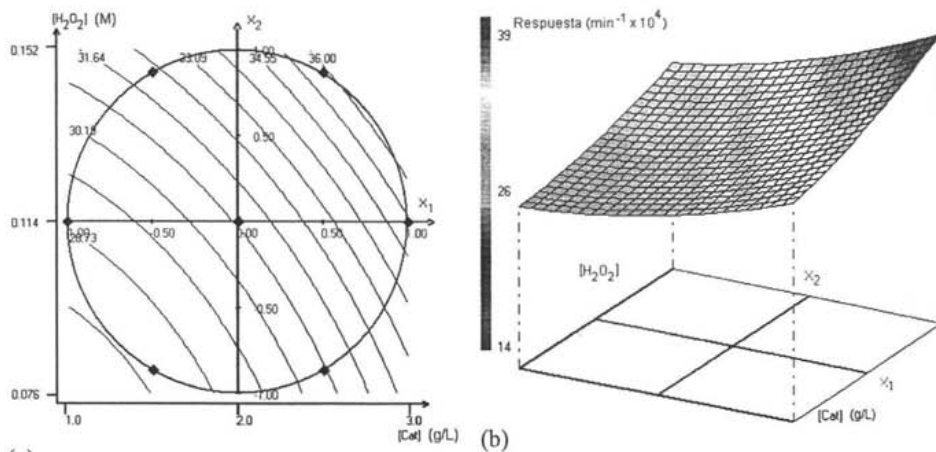 [H₂O₂] (M)
X₂
0.152
31.64
33.09
1.00
34.55
36.00
0.50
30.19
X₁
0.114
-1.00
-0.50
0.00
0.50
1.00
28.73
-0.50
0.076
-1.00
1.0
2.0
3.0
[Cat] (g/L)
39
Respuesta (min⁻¹ x 10⁴)
26
14
[H₂O₂]
X₂
X₁
[Cat] (g/L)
(b)